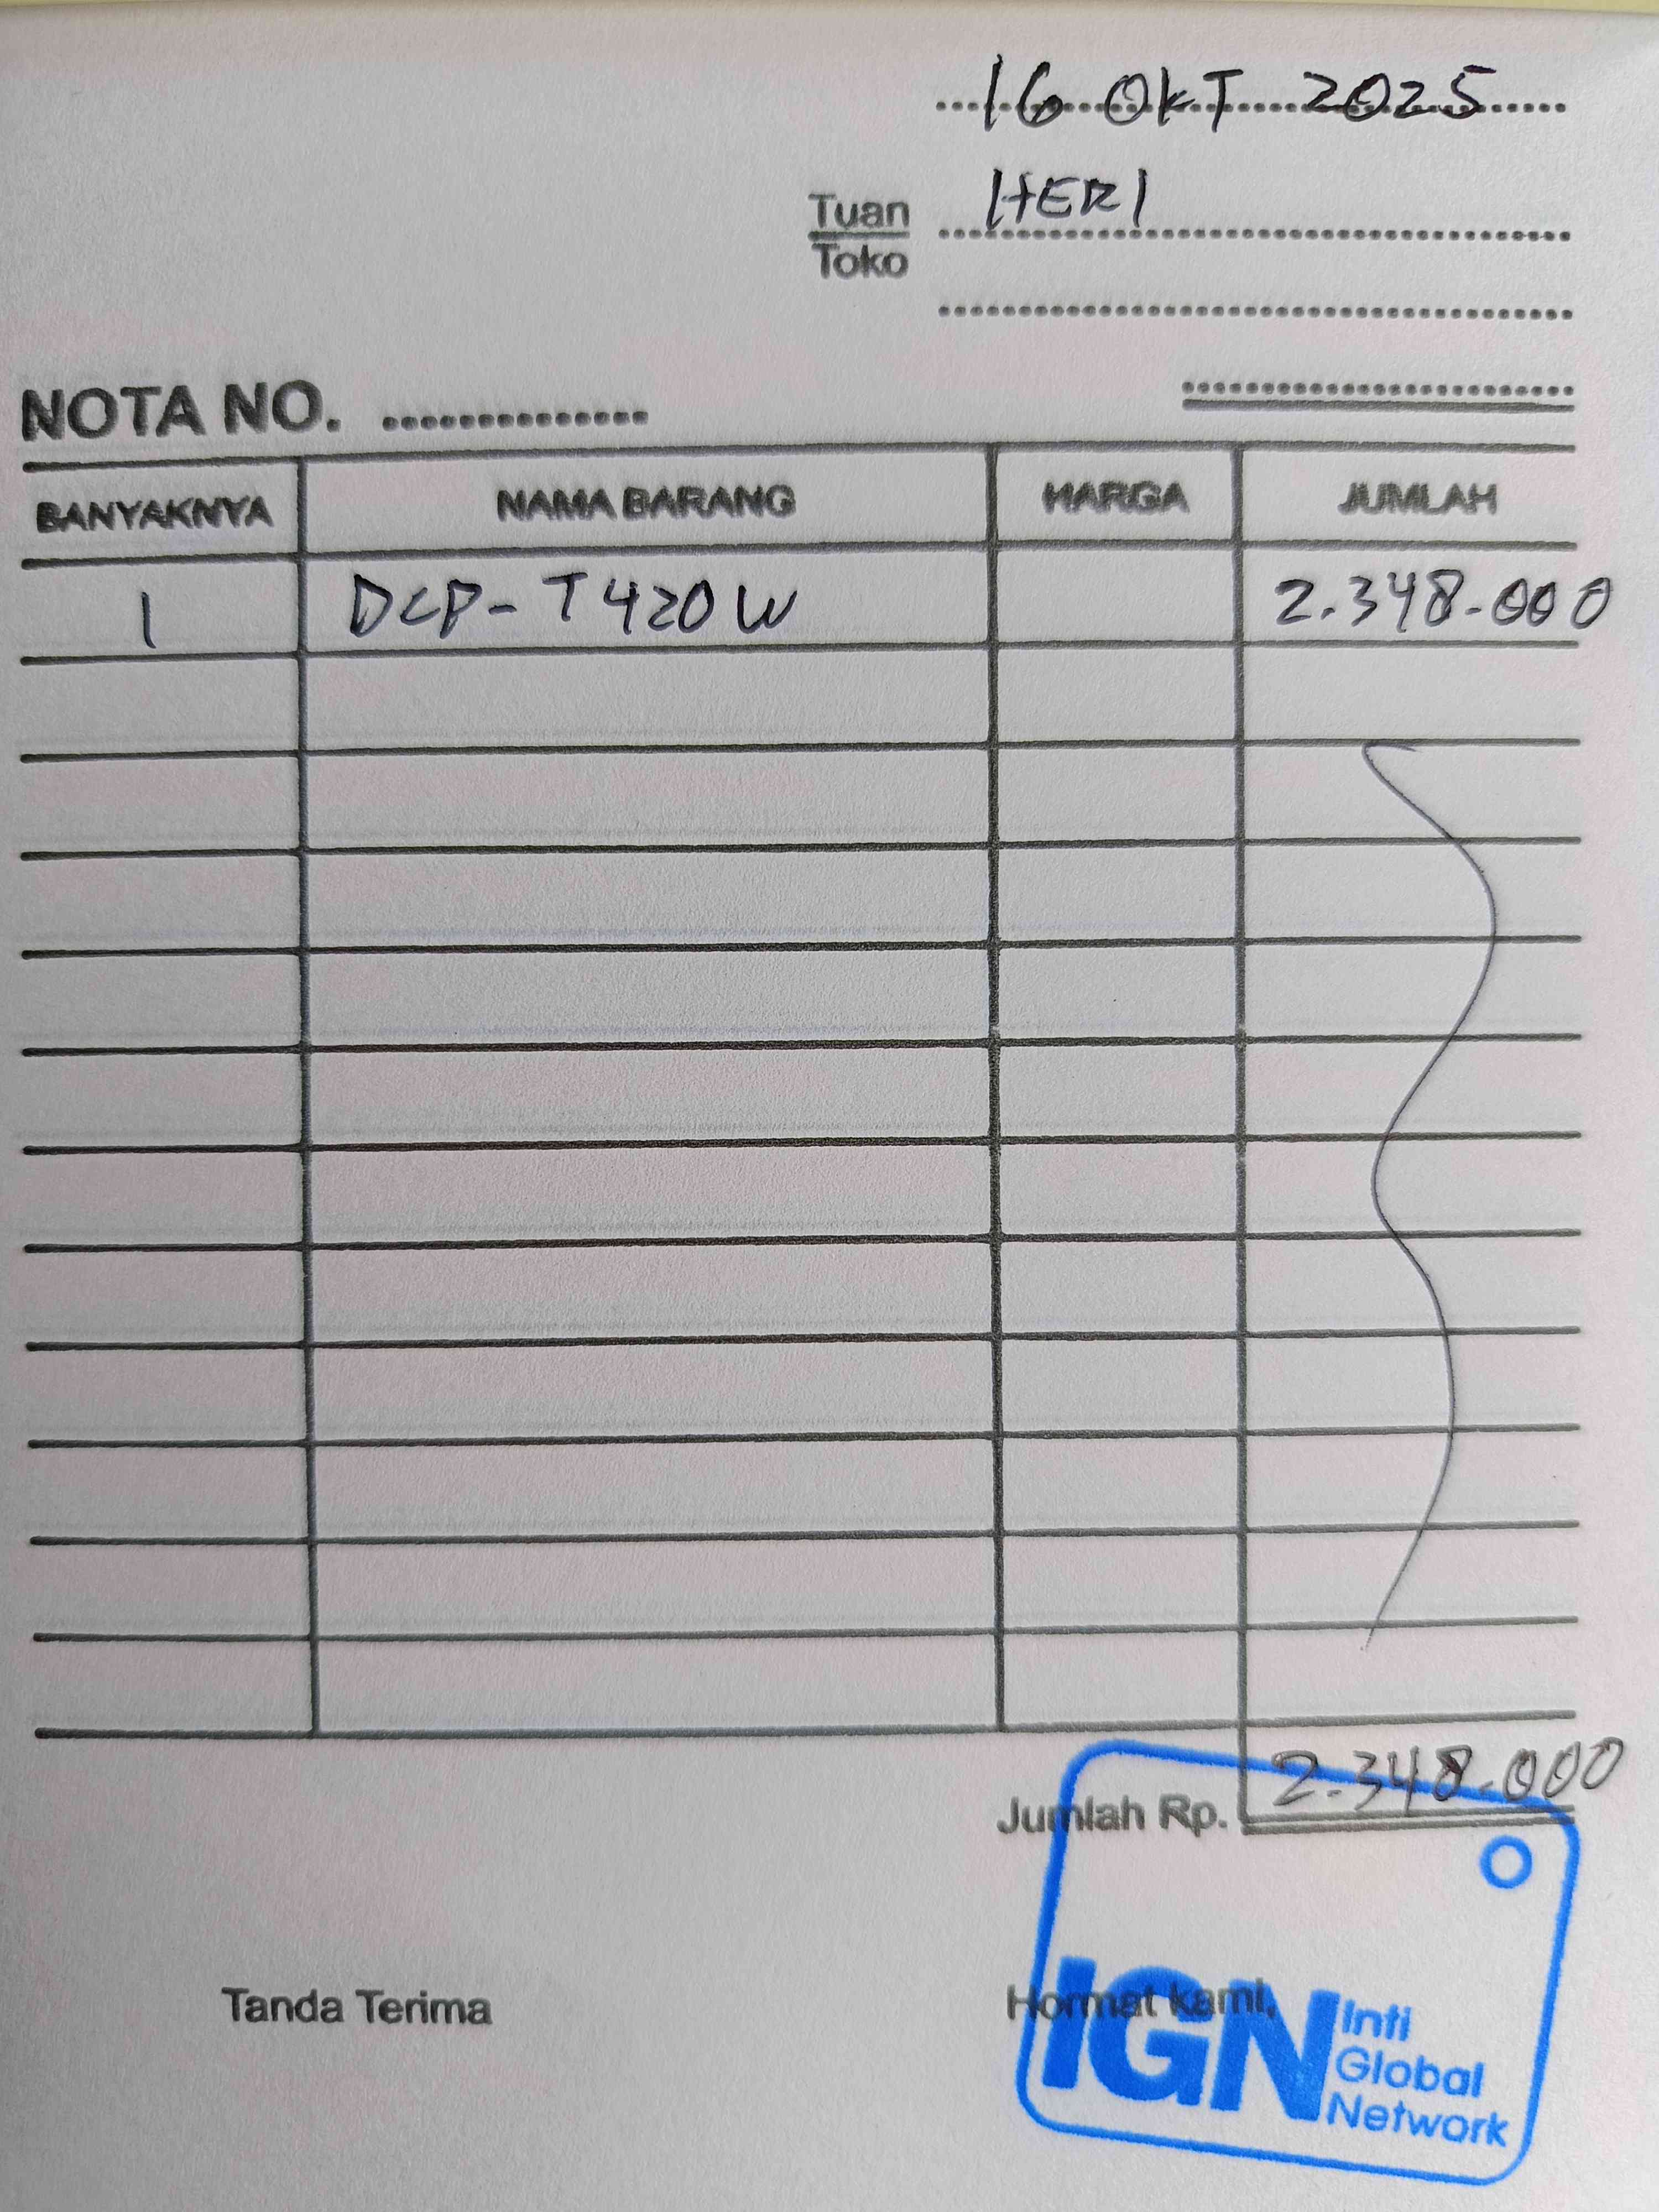 16 OKT 2025
Tuan HERI
Toko
NOTA NO. ..............
BANYAKNYA NAMA BARANG HARGA JUMLAH
1 DCP-T420W 2.348.000
Jumlah Rp. 2.348.000
Tanda Terima Hormat kami,
IGN Inti
Global
Network